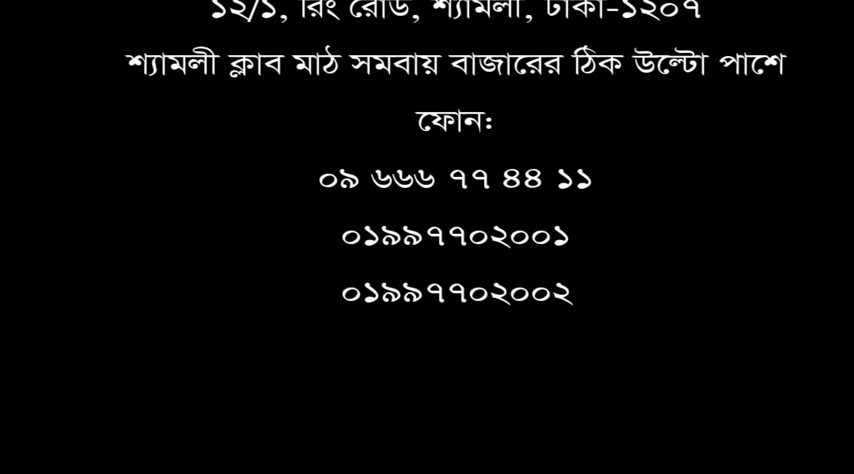 ১২/১, রিং রোড, শ্যামলী, ঢাকা-১২০৭
শ্যামলী ক্লাব মাঠ সমবায় বাজারের ঠিক উল্টো পাশে
ফোন:
০৯ ৬৬৬ ৭৭ ৪৪ ১১
০১৯৯৭৭০২০০১
০১৯৯৭৭০২০০২